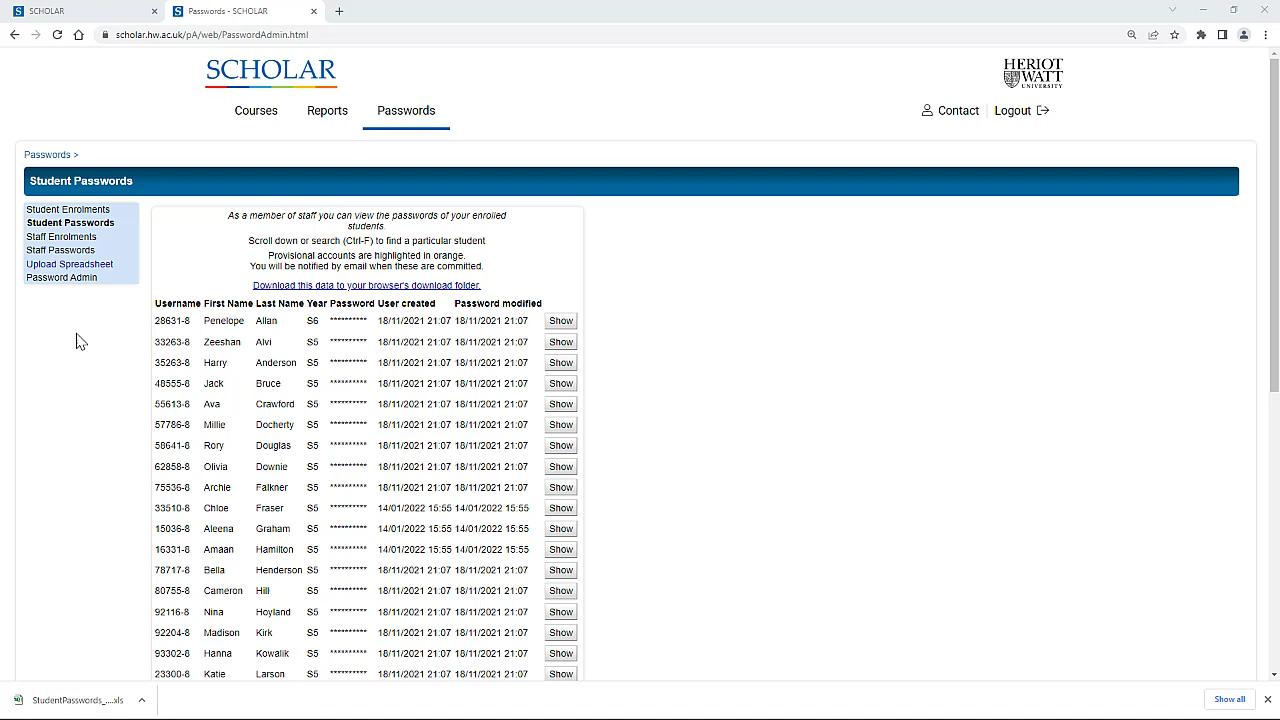 SCHOLAR
Passwords - SCHOLAR
scholar.hw.ac.uk/pA/web/PasswordAdmin.html
SCHOLAR
HERIOT
WATT
UNIVERSITY
Courses Reports Passwords
Contact Logout
Passwords >
Student Passwords
Student Enrolments
Student Passwords
Staff Enrolments
Staff Passwords
Upload Spreadsheet
Password Admin
As a member of staff you can view the passwords of your enrolled
students.
Scroll down or search (Ctrl-F) to find a particular student
Provisional accounts are highlighted in orange.
You will be notified by email when these are committed.
Download this data to your browser's download folder.
Username First Name Last Name Year Password User created Password modified
28631-8 Penelope Allan S6 ********** 18/11/2021 21:07 18/11/2021 21:07 Show
33263-8 Zeeshan Alvi S5 ********** 18/11/2021 21:07 18/11/2021 21:07 Show
35263-8 Harry Anderson S5 ********** 18/11/2021 21:07 18/11/2021 21:07 Show
48555-8 Jack Bruce S5 ********** 18/11/2021 21:07 18/11/2021 21:07 Show
55613-8 Ava Crawford S5 ********** 18/11/2021 21:07 18/11/2021 21:07 Show
57786-8 Millie Docherty S5 ********** 18/11/2021 21:07 18/11/2021 21:07 Show
58641-8 Rory Douglas S5 ********** 18/11/2021 21:07 18/11/2021 21:07 Show
62858-8 Olivia Downie S5 ********** 18/11/2021 21:07 18/11/2021 21:07 Show
75536-8 Archie Falkner S5 ********** 18/11/2021 21:07 18/11/2021 21:07 Show
33510-8 Chloe Fraser S5 ********** 14/01/2022 15:55 14/01/2022 15:55 Show
15036-8 Aleena Graham S5 ********** 14/01/2022 15:55 14/01/2022 15:55 Show
16331-8 Amaan Hamilton S5 ********** 14/01/2022 15:55 14/01/2022 15:55 Show
78717-8 Bella Henderson S5 ********** 18/11/2021 21:07 18/11/2021 21:07 Show
80755-8 Cameron Hill S5 ********** 18/11/2021 21:07 18/11/2021 21:07 Show
92116-8 Nina Hoyland S5 ********** 18/11/2021 21:07 18/11/2021 21:07 Show
92204-8 Madison Kirk S5 ********** 18/11/2021 21:07 18/11/2021 21:07 Show
93302-8 Hanna Kowalik S5 ********** 18/11/2021 21:07 18/11/2021 21:07 Show
23300-8 Katie Larson S5 ********** 18/11/2021 21:07 18/11/2021 21:07 Show
StudentPasswords_....xls
Show all